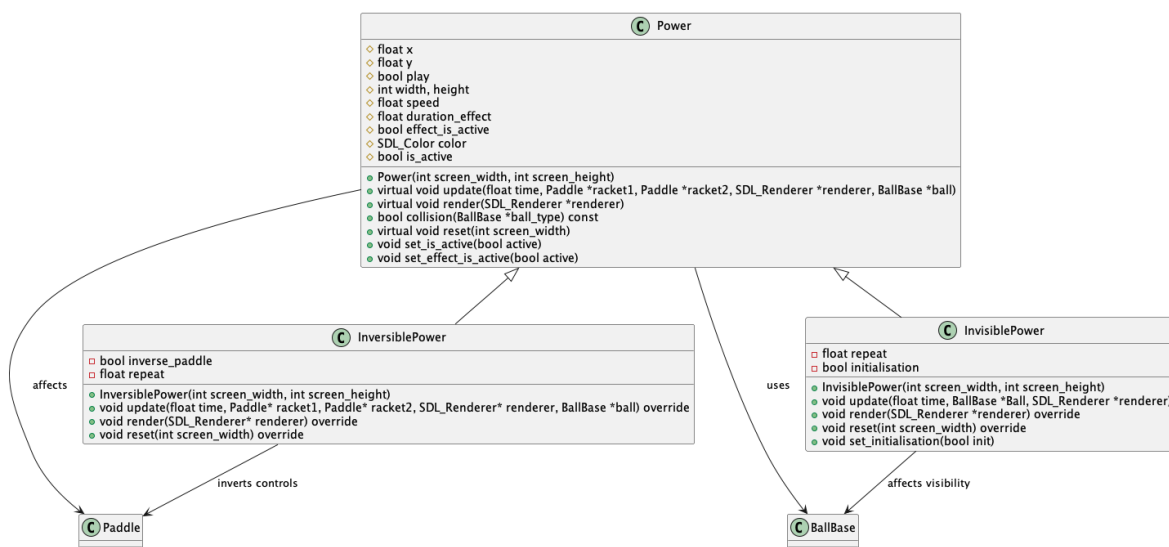 C Power
float x
float y
bool play
int width, height
float speed
float duration_effect
bool effect_is_active
SDL_Color color
bool is_active
Power(int screen_width, int screen_height)
virtual void update(float time, Paddle *racket1, Paddle *racket2, SDL_Renderer *renderer, BallBase *ball)
virtual void render(SDL_Renderer *renderer)
bool collision(BallBase *ball_type) const
virtual void reset(int screen_width)
void set_is_active(bool active)
void set_effect_is_active(bool active)
C InversiblePower
bool inverse_paddle
float repeat
InversiblePower(int screen_width, int screen_height)
void update(float time, Paddle* racket1, Paddle* racket2, SDL_Renderer* renderer, BallBase *ball) override
void render(SDL_Renderer* renderer) override
void reset(int screen_width) override
C InvisiblePower
float repeat
bool initialisation
InvisiblePower(int screen_width, int screen_height)
void update(float time, BallBase *Ball, SDL_Renderer *renderer)
void render(SDL_Renderer *renderer) override
void reset(int screen_width) override
void set_initialisation(bool init)
affects
uses
inverts controls
affects visibility
C Paddle
C BallBase